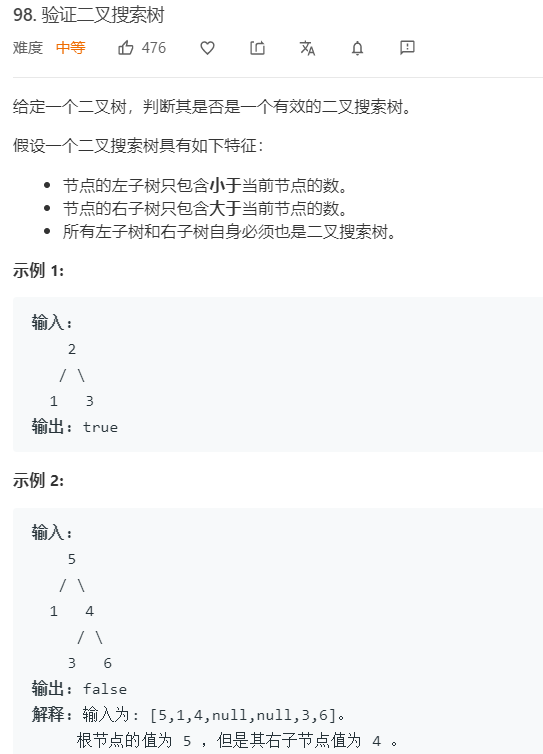 98. 验证二叉搜索树
难度 中等 476
给定一个二叉树，判断其是否是一个有效的二叉搜索树。
假设一个二叉搜索树具有如下特征：
节点的左子树只包含小于当前节点的数。
节点的右子树只包含大于当前节点的数。
所有左子树和右子树自身必须也是二叉搜索树。
示例 1:
输入:
2
/ \
1 3
输出: true
示例 2:
输入:
5
/ \
1 4
/ \
3 6
输出: false
解释: 输入为: [5,1,4,null,null,3,6]。
根节点的值为 5 ，但是其右子节点值为 4 。